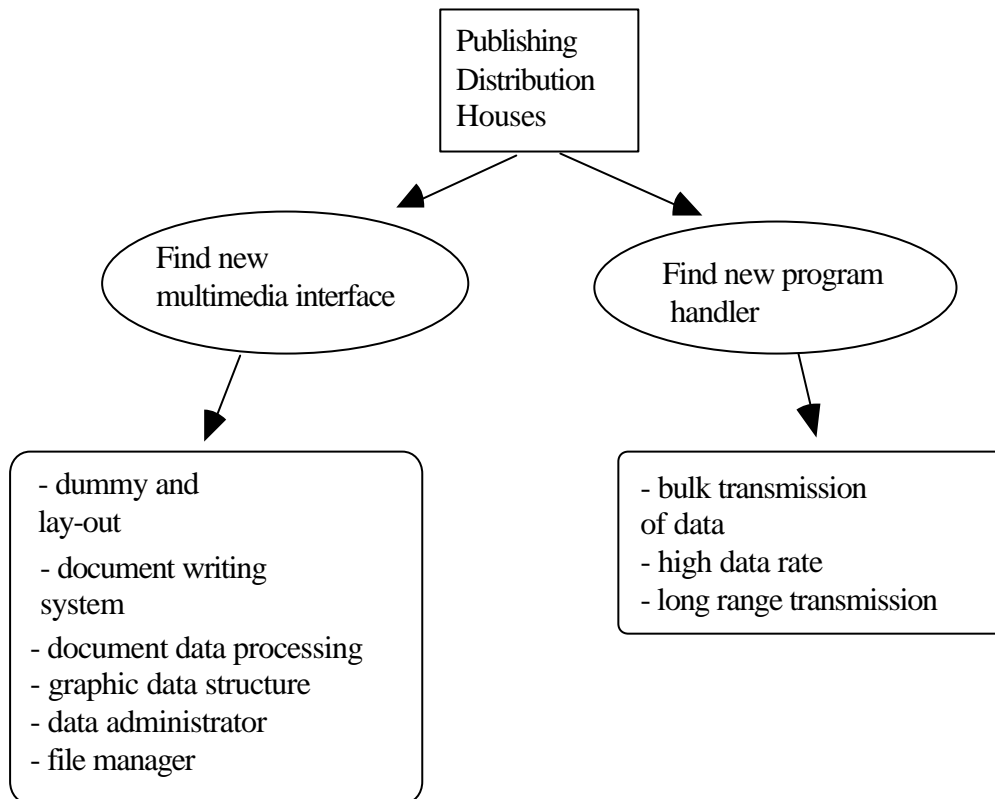 Publishing
Distribution
Houses
Find new
multimedia interface
Find new program
handler
- dummy and
lay-out
- document writing
system
- document data processing
- graphic data structure
- data administrator
- file manager
- bulk transmission
of data
- high data rate
- long range transmission